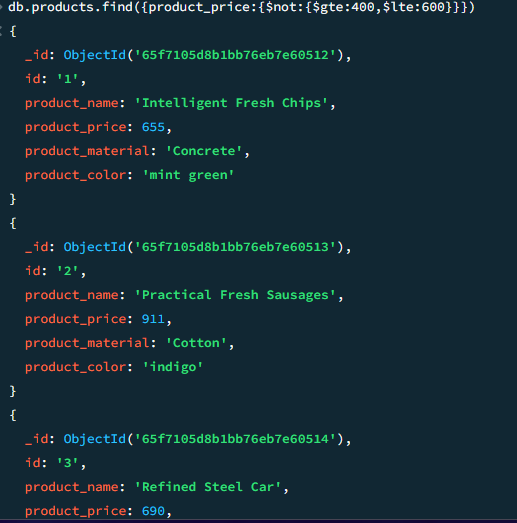 db.products.find({product_price:{$not:{$gte:400,$lte:600}}})
{
_id: ObjectId('65f7105d8b1bb76eb7e60512'),
id: '1',
product_name: 'Intelligent Fresh Chips',
product_price: 655,
product_material: 'Concrete',
product_color: 'mint green'
}
{
_id: ObjectId('65f7105d8b1bb76eb7e60513'),
id: '2',
product_name: 'Practical Fresh Sausages',
product_price: 911,
product_material: 'Cotton',
product_color: 'indigo'
}
{
_id: ObjectId('65f7105d8b1bb76eb7e60514'),
id: '3',
product_name: 'Refined Steel Car',
product_price: 690,